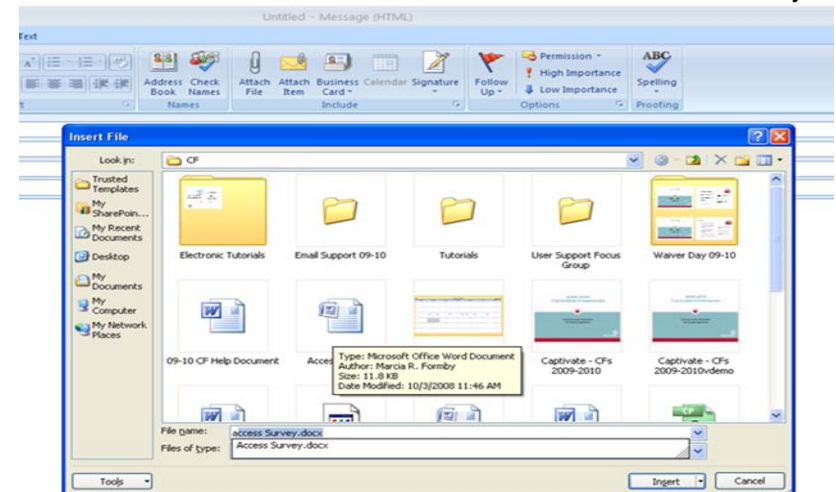 Untitled - Message (HTML)
Text
Address Book
Check Names
Attach File
Attach Item
Business Card
Calendar
Signature
Follow Up
Permission
High Importance
Low Importance
ABC
Spelling
Names
Include
Options
Proofing
Insert File
Look in: CF
Trusted Templates
My SharePoin...
My Recent Documents
Desktop
My Documents
My Computer
My Network Places
Electronic Tutorials
Email Support 09-10
Tutorials
User Support Focus Group
Waiver Day 09-10
09-10 CF Help Document
Acces
Type: Microsoft Office Word Document
Author: Marcia R. Formby
Size: 11.8 KB
Date Modified: 10/3/2008 11:46 AM
Captivate - CFs 2009-2010
Captivate - CFs 2009-2010vdemo
File name: access Survey.docx
Files of type: Access Survey.docx
Tools
Insert
Cancel